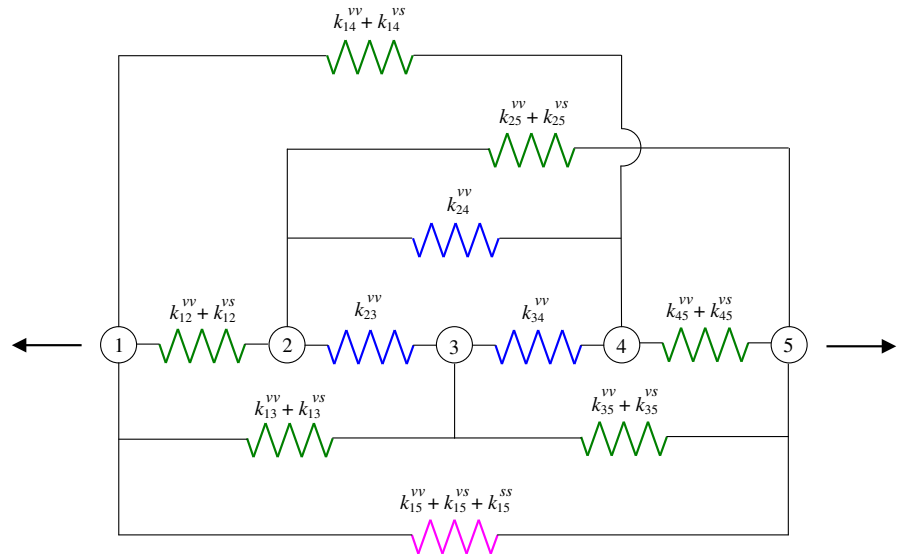 k₁₄^vv + k₁₄^vs
k₂₅^vv + k₂₅^vs
k₂₄^vv
k₁₂^vv + k₁₂^vs
k₂₃^vv
k₃₄^vv
k₄₅^vv + k₄₅^vs
1
2
3
4
5
k₁₃^vv + k₁₃^vs
k₃₅^vv + k₃₅^vs
k₁₅^vv + k₁₅^vs + k₁₅^ss